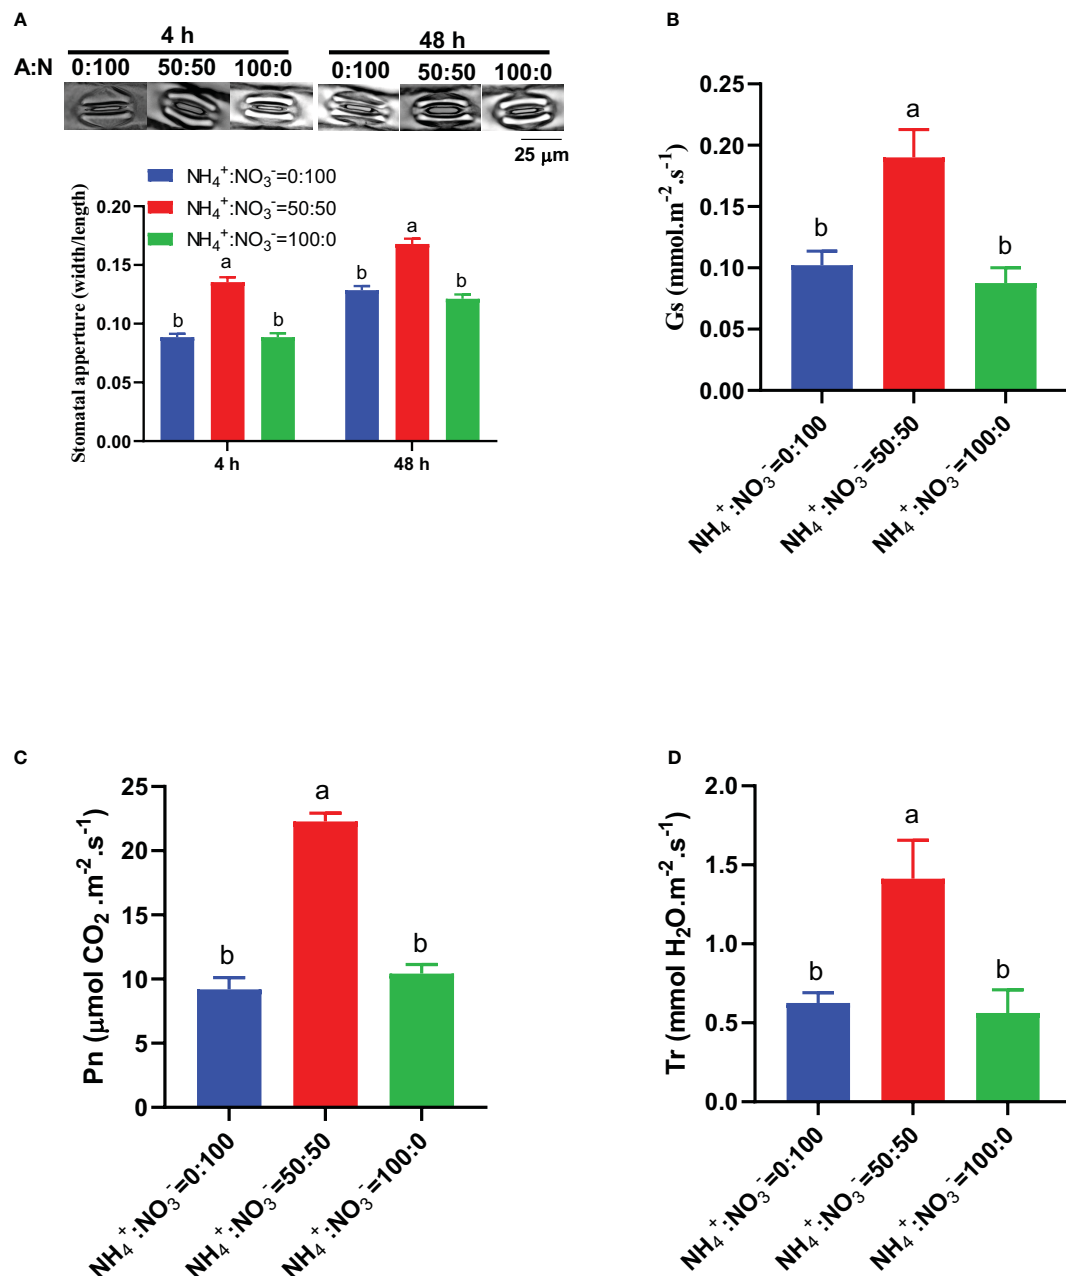 A
4 h
48 h
A:N 0:100 50:50 100:0 0:100 50:50 100:0
25 μm
NH₄⁺:NO₃⁻=0:100
NH₄⁺:NO₃⁻=50:50
NH₄⁺:NO₃⁻=100:0
Stomatal apperture (width/length)
0.20
0.15
0.10
0.05
0.00
b
a
b
b
a
b
4 h
48 h
B
Gs (mmol.m⁻².s⁻¹)
0.25
0.20
0.15
0.10
0.05
0.00
b
a
b
NH₄⁺:NO₃⁻=0:100
NH₄⁺:NO₃⁻=50:50
NH₄⁺:NO₃⁻=100:0
C
Pn (μmol CO₂ .m⁻².s⁻¹)
25
20
15
10
5
0
b
a
b
NH₄⁺:NO₃⁻=0:100
NH₄⁺:NO₃⁻=50:50
NH₄⁺:NO₃⁻=100:0
D
Tr (mmol H₂O.m⁻².s⁻¹)
2.0
1.5
1.0
0.5
0.0
b
a
b
NH₄⁺:NO₃⁻=0:100
NH₄⁺:NO₃⁻=50:50
NH₄⁺:NO₃⁻=100:0